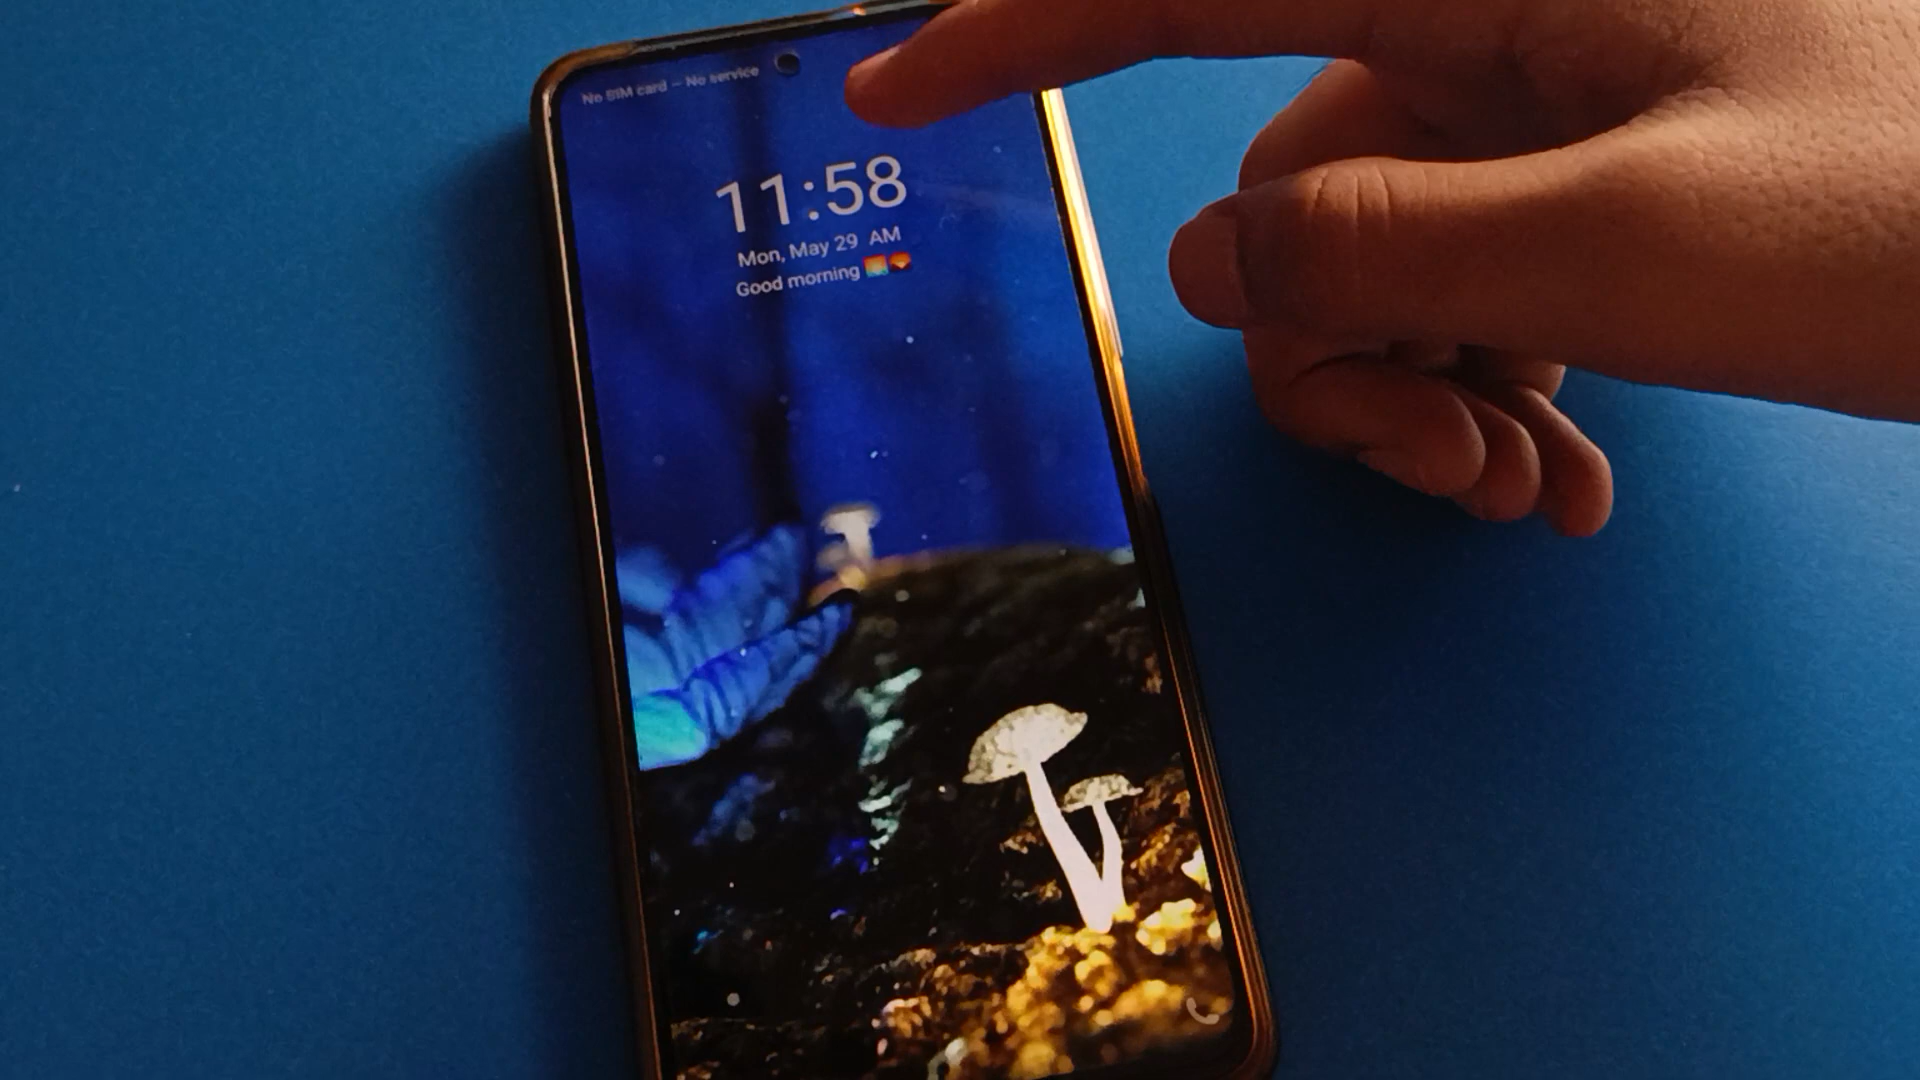 No SIM card — No service
11:58
Mon, May 29 AM
Good morning 🌅🌄